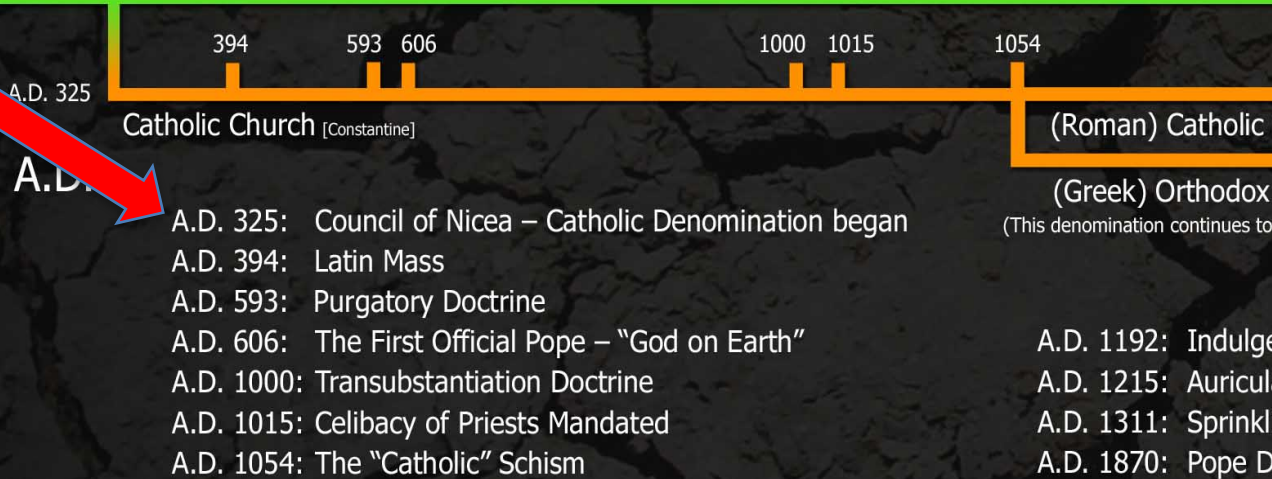 394 593 606 1000 1015 1054
A.D. 325
Catholic Church [Constantine]
(Roman) Catholic
A.D.
(Greek) Orthodox
(This denomination continues to
A.D. 325: Council of Nicea – Catholic Denomination began
A.D. 394: Latin Mass
A.D. 593: Purgatory Doctrine
A.D. 606: The First Official Pope – “God on Earth”
A.D. 1000: Transubstantiation Doctrine
A.D. 1015: Celibacy of Priests Mandated
A.D. 1054: The “Catholic” Schism
A.D. 1192:
A.D. 1215:
A.D. 1311:
A.D. 1870: Pope